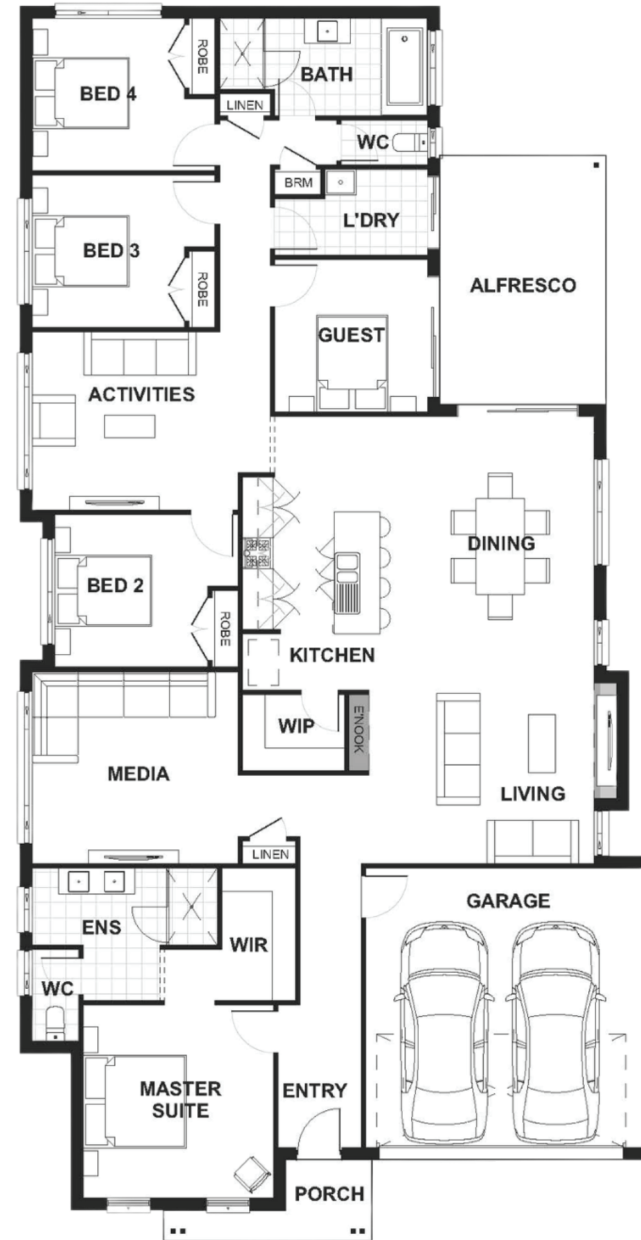 ROBE
BED 4
BATH
LINEN
WC
BRM
L'DRY
BED 3
ROBE
ALFRESCO
GUEST
ACTIVITIES
DINING
BED 2
ROBE
KITCHEN
WIP
E'NOOK
MEDIA
LIVING
LINEN
GARAGE
ENS
WIR
WC
MASTER
SUITE
ENTRY
PORCH